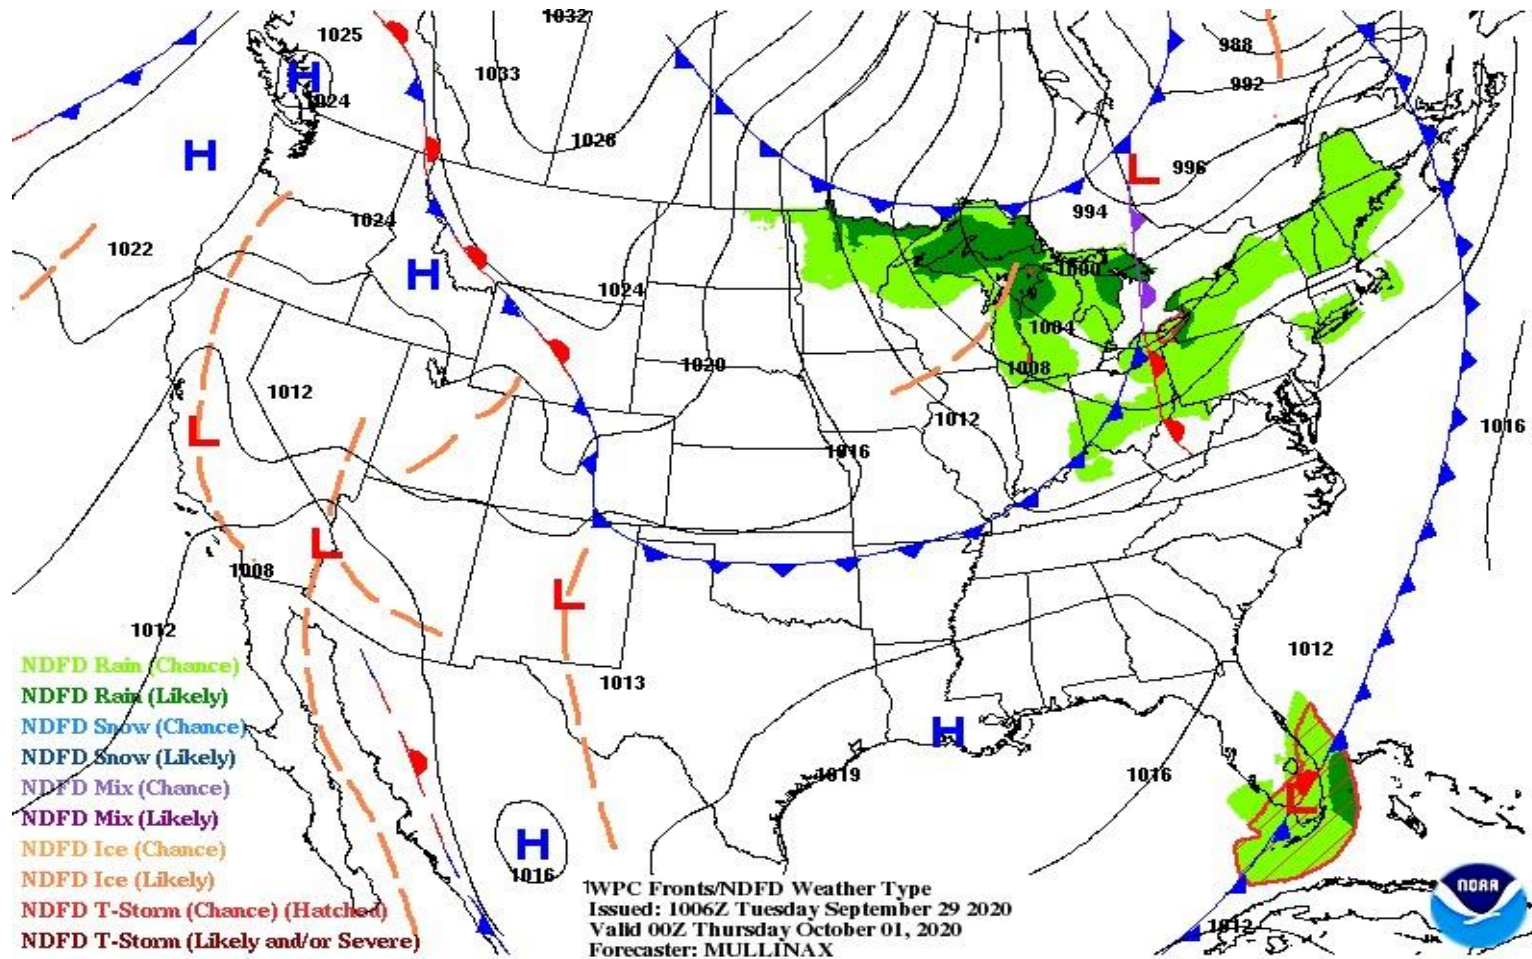 1032
1025
988
1033
H
992
1024
1028
H
L
996
994
1024
1022
H
1000
1024
1004
1020
1008
1012
1012
1016
L
1016
L
1008
L
1012
1012
NDFD Rain (Chance)
1013
NDFD Rain (Likely)
NDFD Snow (Chance)
H
NDFD Snow (Likely)
1019
1016
NDFD Mix (Chance)
L
NDFD Mix (Likely)
NDFD Ice (Chance)
H
1016
NDFD Ice (Likely)
NDFD T-Storm (Chance) (Hatched)
NDFD T-Storm (Likely and/or Severe)
WPC Fronts/NDFD Weather Type
Issued: 1006Z Tuesday September 29 2020
Valid 00Z Thursday October 01, 2020
Forecaster: MULLINAX
NOAA
1012